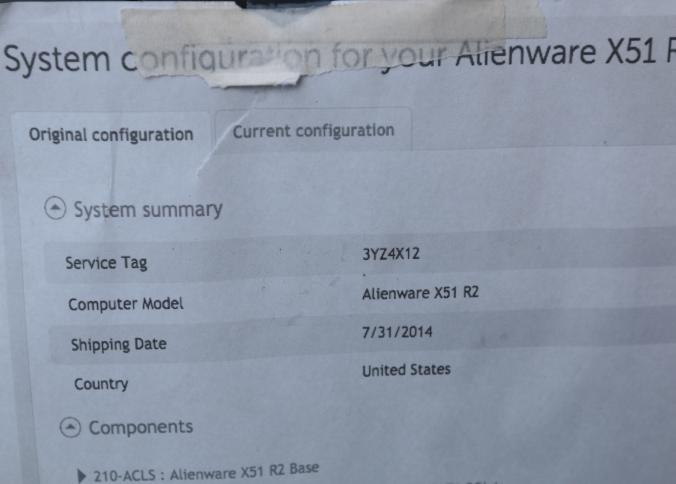 System configuration for your Alienware X51 R
Original configuration
Current configuration
System summary
Service Tag 3YZ4X12
Computer Model Alienware X51 R2
Shipping Date 7/31/2014
Country United States
Components
210-ACLS : Alienware X51 R2 Base